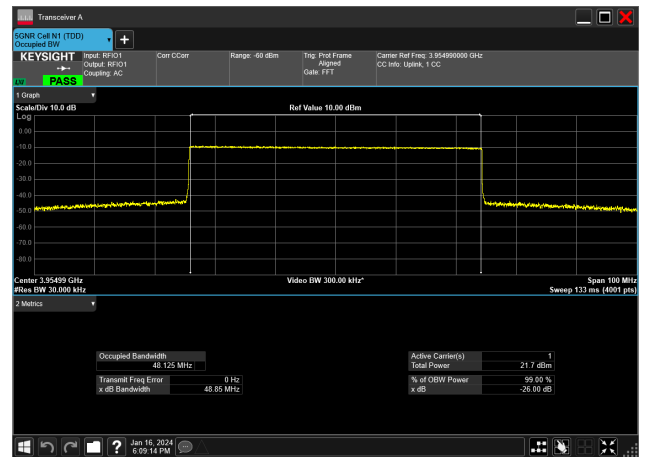 Transceiver A
5GNR Cell N1 (TDD)
Occupied BW
KEYSIGHT
LW PASS
Input: RFIO1
Output: RFIO1
Coupling: AC
Corr CCorr
Range: -60 dBm
Trig: Prot Frame
Aligned
Gate: FFT
Carrier Ref Freq: 3.954990000 GHz
CC Info: Uplink, 1 CC
1 Graph
Scale/Div 10.0 dB
Ref Value 10.00 dBm
Log
0.00
-10.0
-20.0
-30.0
-40.0
-50.0
-60.0
-70.0
-80.0
Center 3.95499 GHz
Video BW 300.00 kHz*
Span 100 MHz
#Res BW 30.000 kHz
Sweep 133 ms (4001 pts)
2 Metrics
Occupied Bandwidth
48.125 MHz
Transmit Freq Error 0 Hz
x dB Bandwidth 48.85 MHz
Active Carrier(s) 1
Total Power 21.7 dBm
% of OBW Power 99.00 %
x dB -26.00 dB
Jan 16, 2024
6:09:14 PM